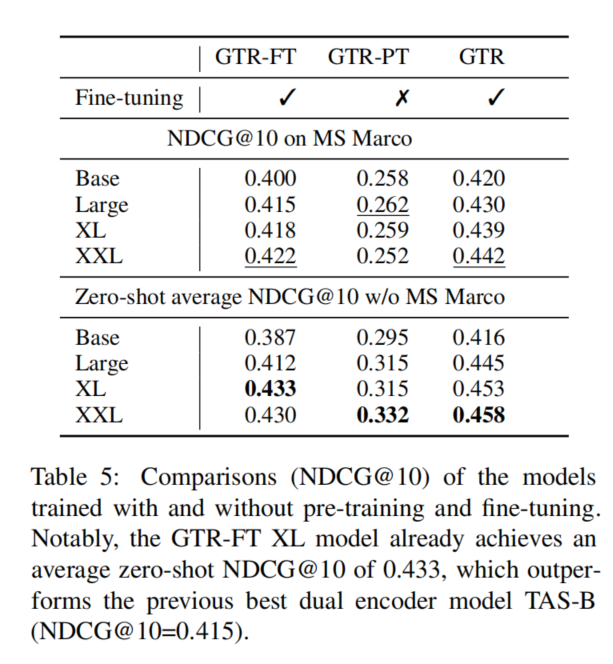 GTR-FT GTR-PT GTR
Fine-tuning ✓ ✗ ✓
NDCG@10 on MS Marco
Base 0.400 0.258 0.420
Large 0.415 0.262 0.430
XL 0.418 0.259 0.439
XXL 0.422 0.252 0.442
Zero-shot average NDCG@10 w/o MS Marco
Base 0.387 0.295 0.416
Large 0.412 0.315 0.445
XL 0.433 0.315 0.453
XXL 0.430 0.332 0.458
Table 5: Comparisons (NDCG@10) of the models
trained with and without pre-training and fine-tuning.
Notably, the GTR-FT XL model already achieves an
average zero-shot NDCG@10 of 0.433, which outper-
forms the previous best dual encoder model TAS-B
(NDCG@10=0.415).